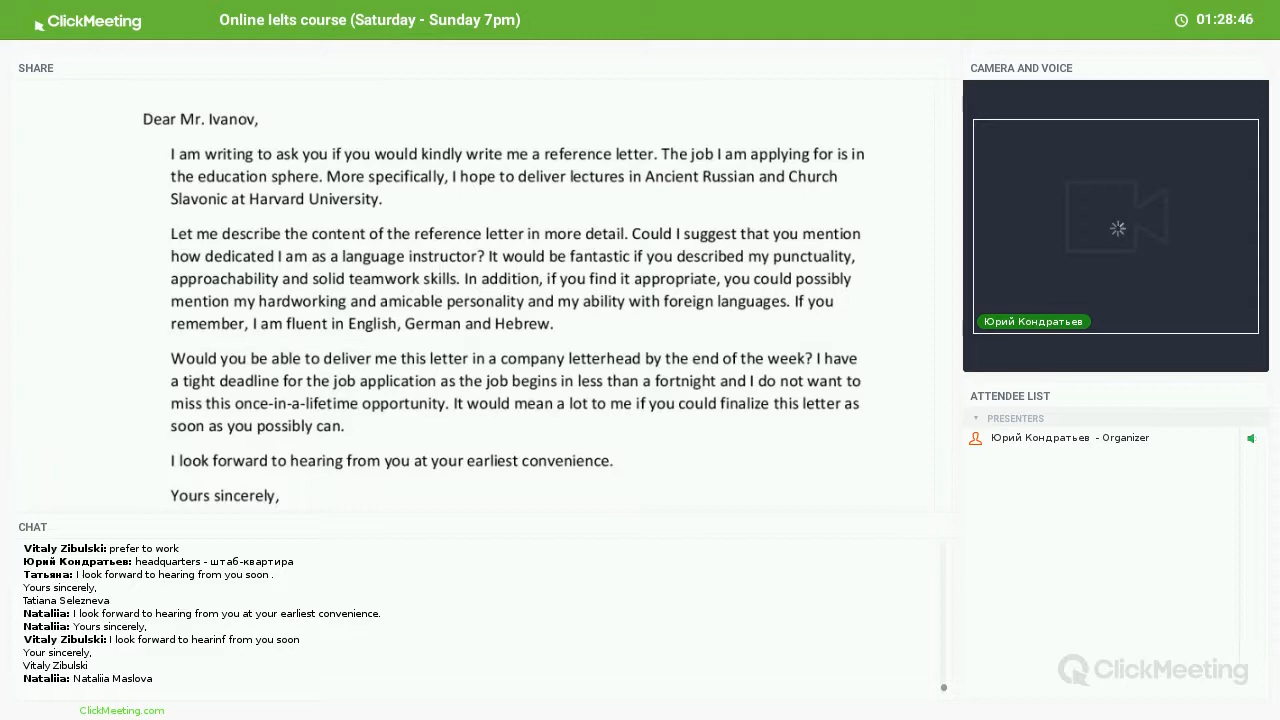 ClickMeeting
Online Ielts course (Saturday - Sunday 7pm)
01:28:46
SHARE
Dear Mr. Ivanov,
I am writing to ask you if you would kindly write me a reference letter. The job I am applying for is in
the education sphere. More specifically, I hope to deliver lectures in Ancient Russian and Church
Slavonic at Harvard University.
Let me describe the content of the reference letter in more detail. Could I suggest that you mention
how dedicated I am as a language instructor? It would be fantastic if you described my punctuality,
approachability and solid teamwork skills. In addition, if you find it appropriate, you could possibly
mention my hardworking and amicable personality and my ability with foreign languages. If you
remember, I am fluent in English, German and Hebrew.
Would you be able to deliver me this letter in a company letterhead by the end of the week? I have
a tight deadline for the job application as the job begins in less than a fortnight and I do not want to
miss this once-in-a-lifetime opportunity. It would mean a lot to me if you could finalize this letter as
soon as you possibly can.
I look forward to hearing from you at your earliest convenience.
Yours sincerely,
CHAT
Vitaly Zibulski: prefer to work
Юрий Кондратьев: headquarters - штаб-квартира
Татьяна: I look forward to hearing from you soon .
Yours sincerely,
Tatiana Selezneva
Nataliia: I look forward to hearing from you at your earliest convenience.
Nataliia: Yours sincerely,
Vitaly Zibulski: I look forward to hearinf from you soon
Your sincerely,
Vitaly Zibulski
Nataliia: Nataliia Maslova
ClickMeeting.com
CAMERA AND VOICE
Юрий Кондратьев
ATTENDEE LIST
PRESENTERS
Юрий Кондратьев - Organizer
ClickMeeting